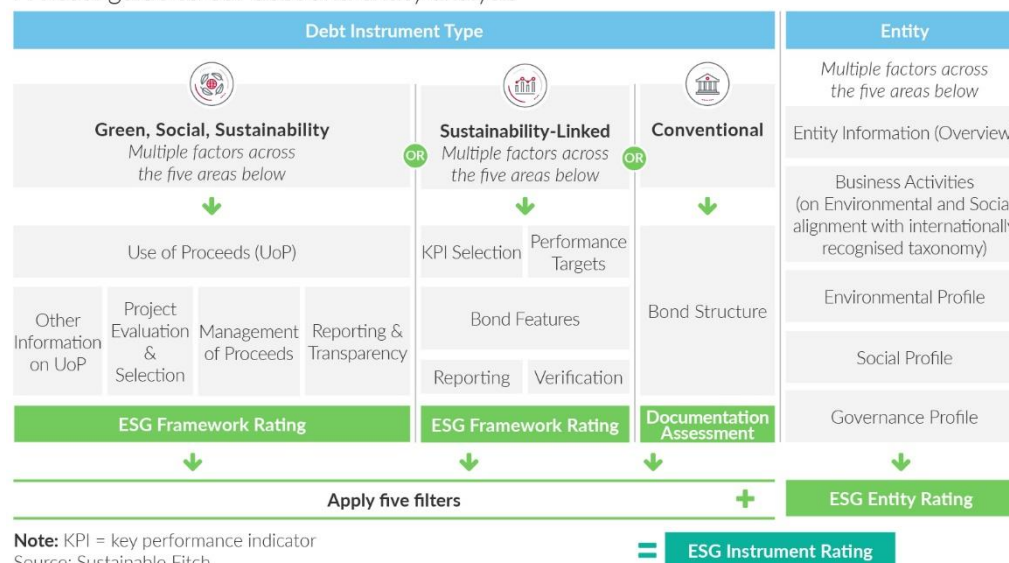 Debt Instrument Type
Entity
Green, Social, Sustainability
Multiple factors across
the five areas below
OR
Sustainability-Linked
Multiple factors across
the five areas below
OR
Conventional
Multiple factors across
the five areas below
Use of Proceeds (UoP)
Other
Information
on UoP
Project
Evaluation
&
Selection
Management
of Proceeds
Reporting &
Transparency
KPI Selection
Performance
Targets
Bond Features
Reporting
Verification
Bond Structure
Entity Information (Overview
Business Activities
(on Environmental and Socia
alignment with internationally
recognised taxonomy)
Environmental Profile
Social Profile
Governance Profile
ESG Framework Rating
ESG Framework Rating
Documentation
Assessment
Apply five filters
+
ESG Entity Rating
Note: KPI = key performance indicator
Source: Sustainable Fitch
= ESG Instrument Rating